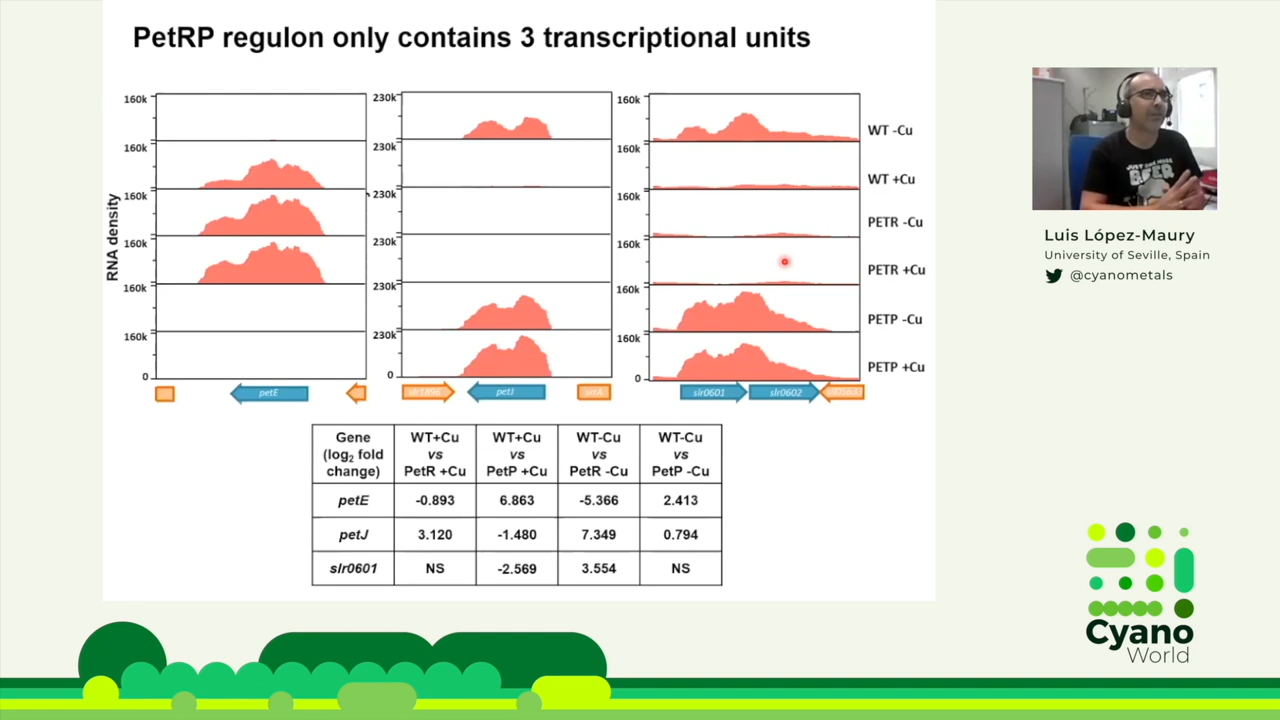 PetRP regulon only contains 3 transcriptional units
RNA density
160k
160k
160k
160k
160k
160k
0
230k
230k
230k
230k
230k
230k
0
160k
160k
160k
160k
160k
160k
0
WT -Cu
WT +Cu
PETR -Cu
PETR +Cu
PETP -Cu
PETP +Cu
petE
petJ
slr0601
slr0602
Gene (log2 fold change)
WT+Cu vs PetR +Cu
WT+Cu vs PetP +Cu
WT-Cu vs PetR -Cu
WT-Cu vs PetP -Cu
petE -0.893 6.863 -5.366 2.413
petJ 3.120 -1.480 7.349 0.794
slr0601 NS -2.569 3.554 NS
JUST ONE MORE
BEER
Luis López-Maury
University of Seville, Spain
@cyanometals
Cyano
World